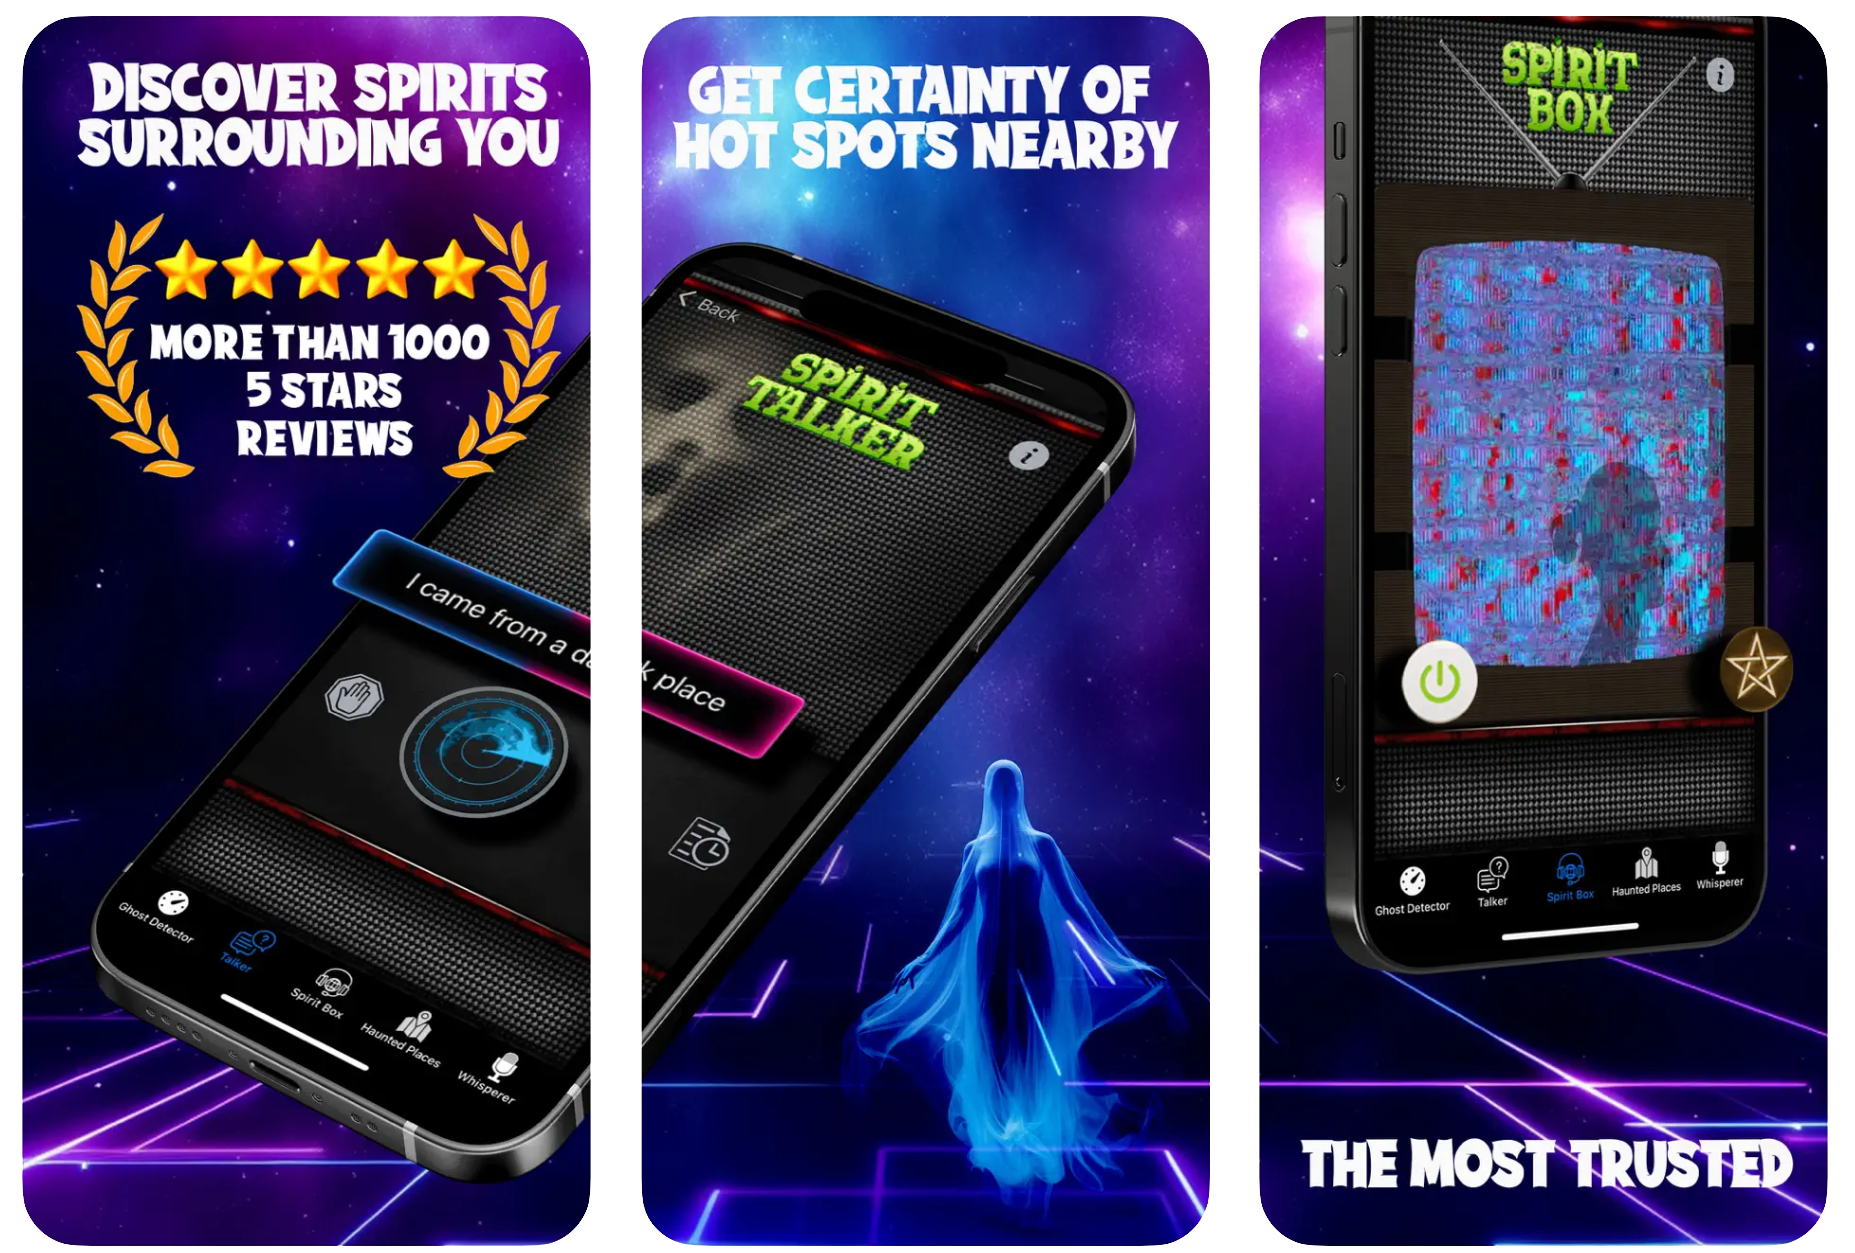 DISCOVER SPIRITS
SURROUNDING YOU
MORE THAN 1000
5 STARS
REVIEWS
I came from a da
Ghost Detector
Talker
Spirit Box
Haunted Places
Whisperer
GET CERTAINTY OF
HOT SPOTS NEARBY
Back
SPIRIT
TALKER
i
k place
SPIRIT
BOX
i
Ghost Detector
Talker
Spirit Box
Haunted Places
Whisperer
THE MOST TRUSTED